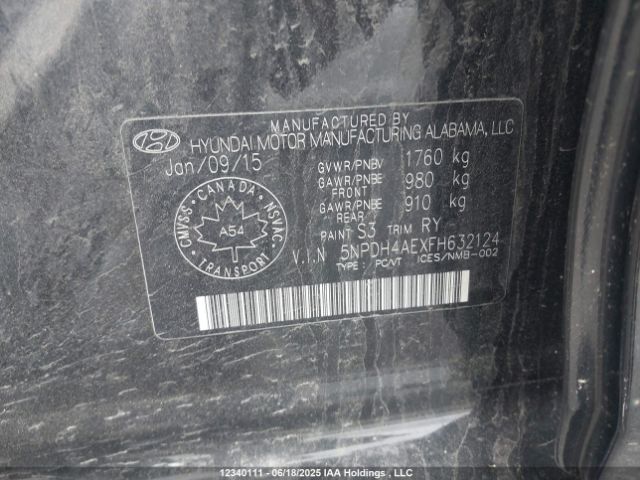 MANUFACTURED BY
HYUNDAI MOTOR MANUFACTURING ALABAMA, LLC
Jan/09/15
GVWR/PNBV 1760 kg
GAWR/PNBE FRONT 980 kg
GAWR/PNBE REAR 910 kg
PAINT S3 TRIM RY
V.I.N 5NPDH4AEXFH632124
TYPE : PC/VT ICES/NMB-002
CANADA
CMVSS
NSVAC
A54
TRANSPORT
12340111 - 06/18/2025 IAA Inc Holdings , LLC